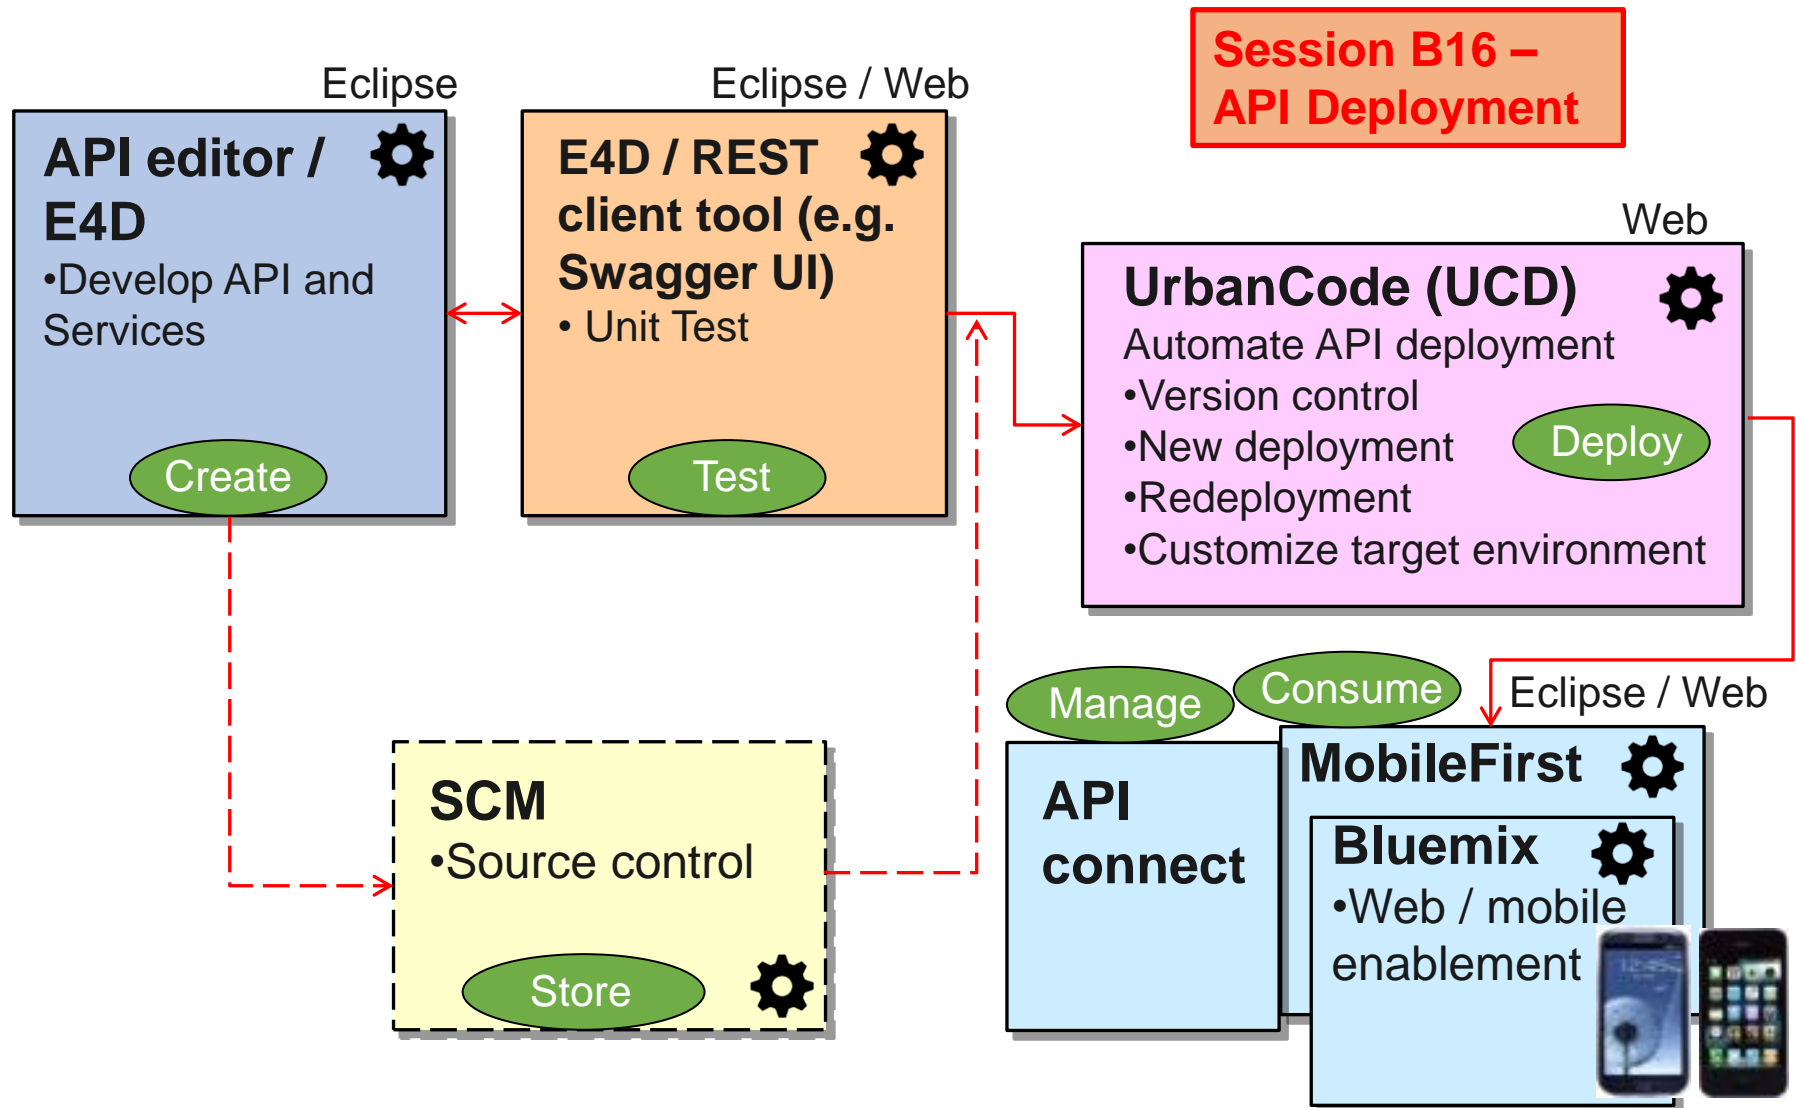 Session B16 –
API Deployment
Eclipse
API editor /
E4D
•Develop API and
Services
Create
Eclipse / Web
E4D / REST
client tool (e.g.
Swagger UI)
• Unit Test
Test
Web
UrbanCode (UCD)
Automate API deployment
•Version control
•New deployment
•Redeployment
•Customize target environment
Deploy
SCM
•Source control
Store
Manage
API
connect
Consume
Eclipse / Web
MobileFirst
Bluemix
•Web / mobile
enablement